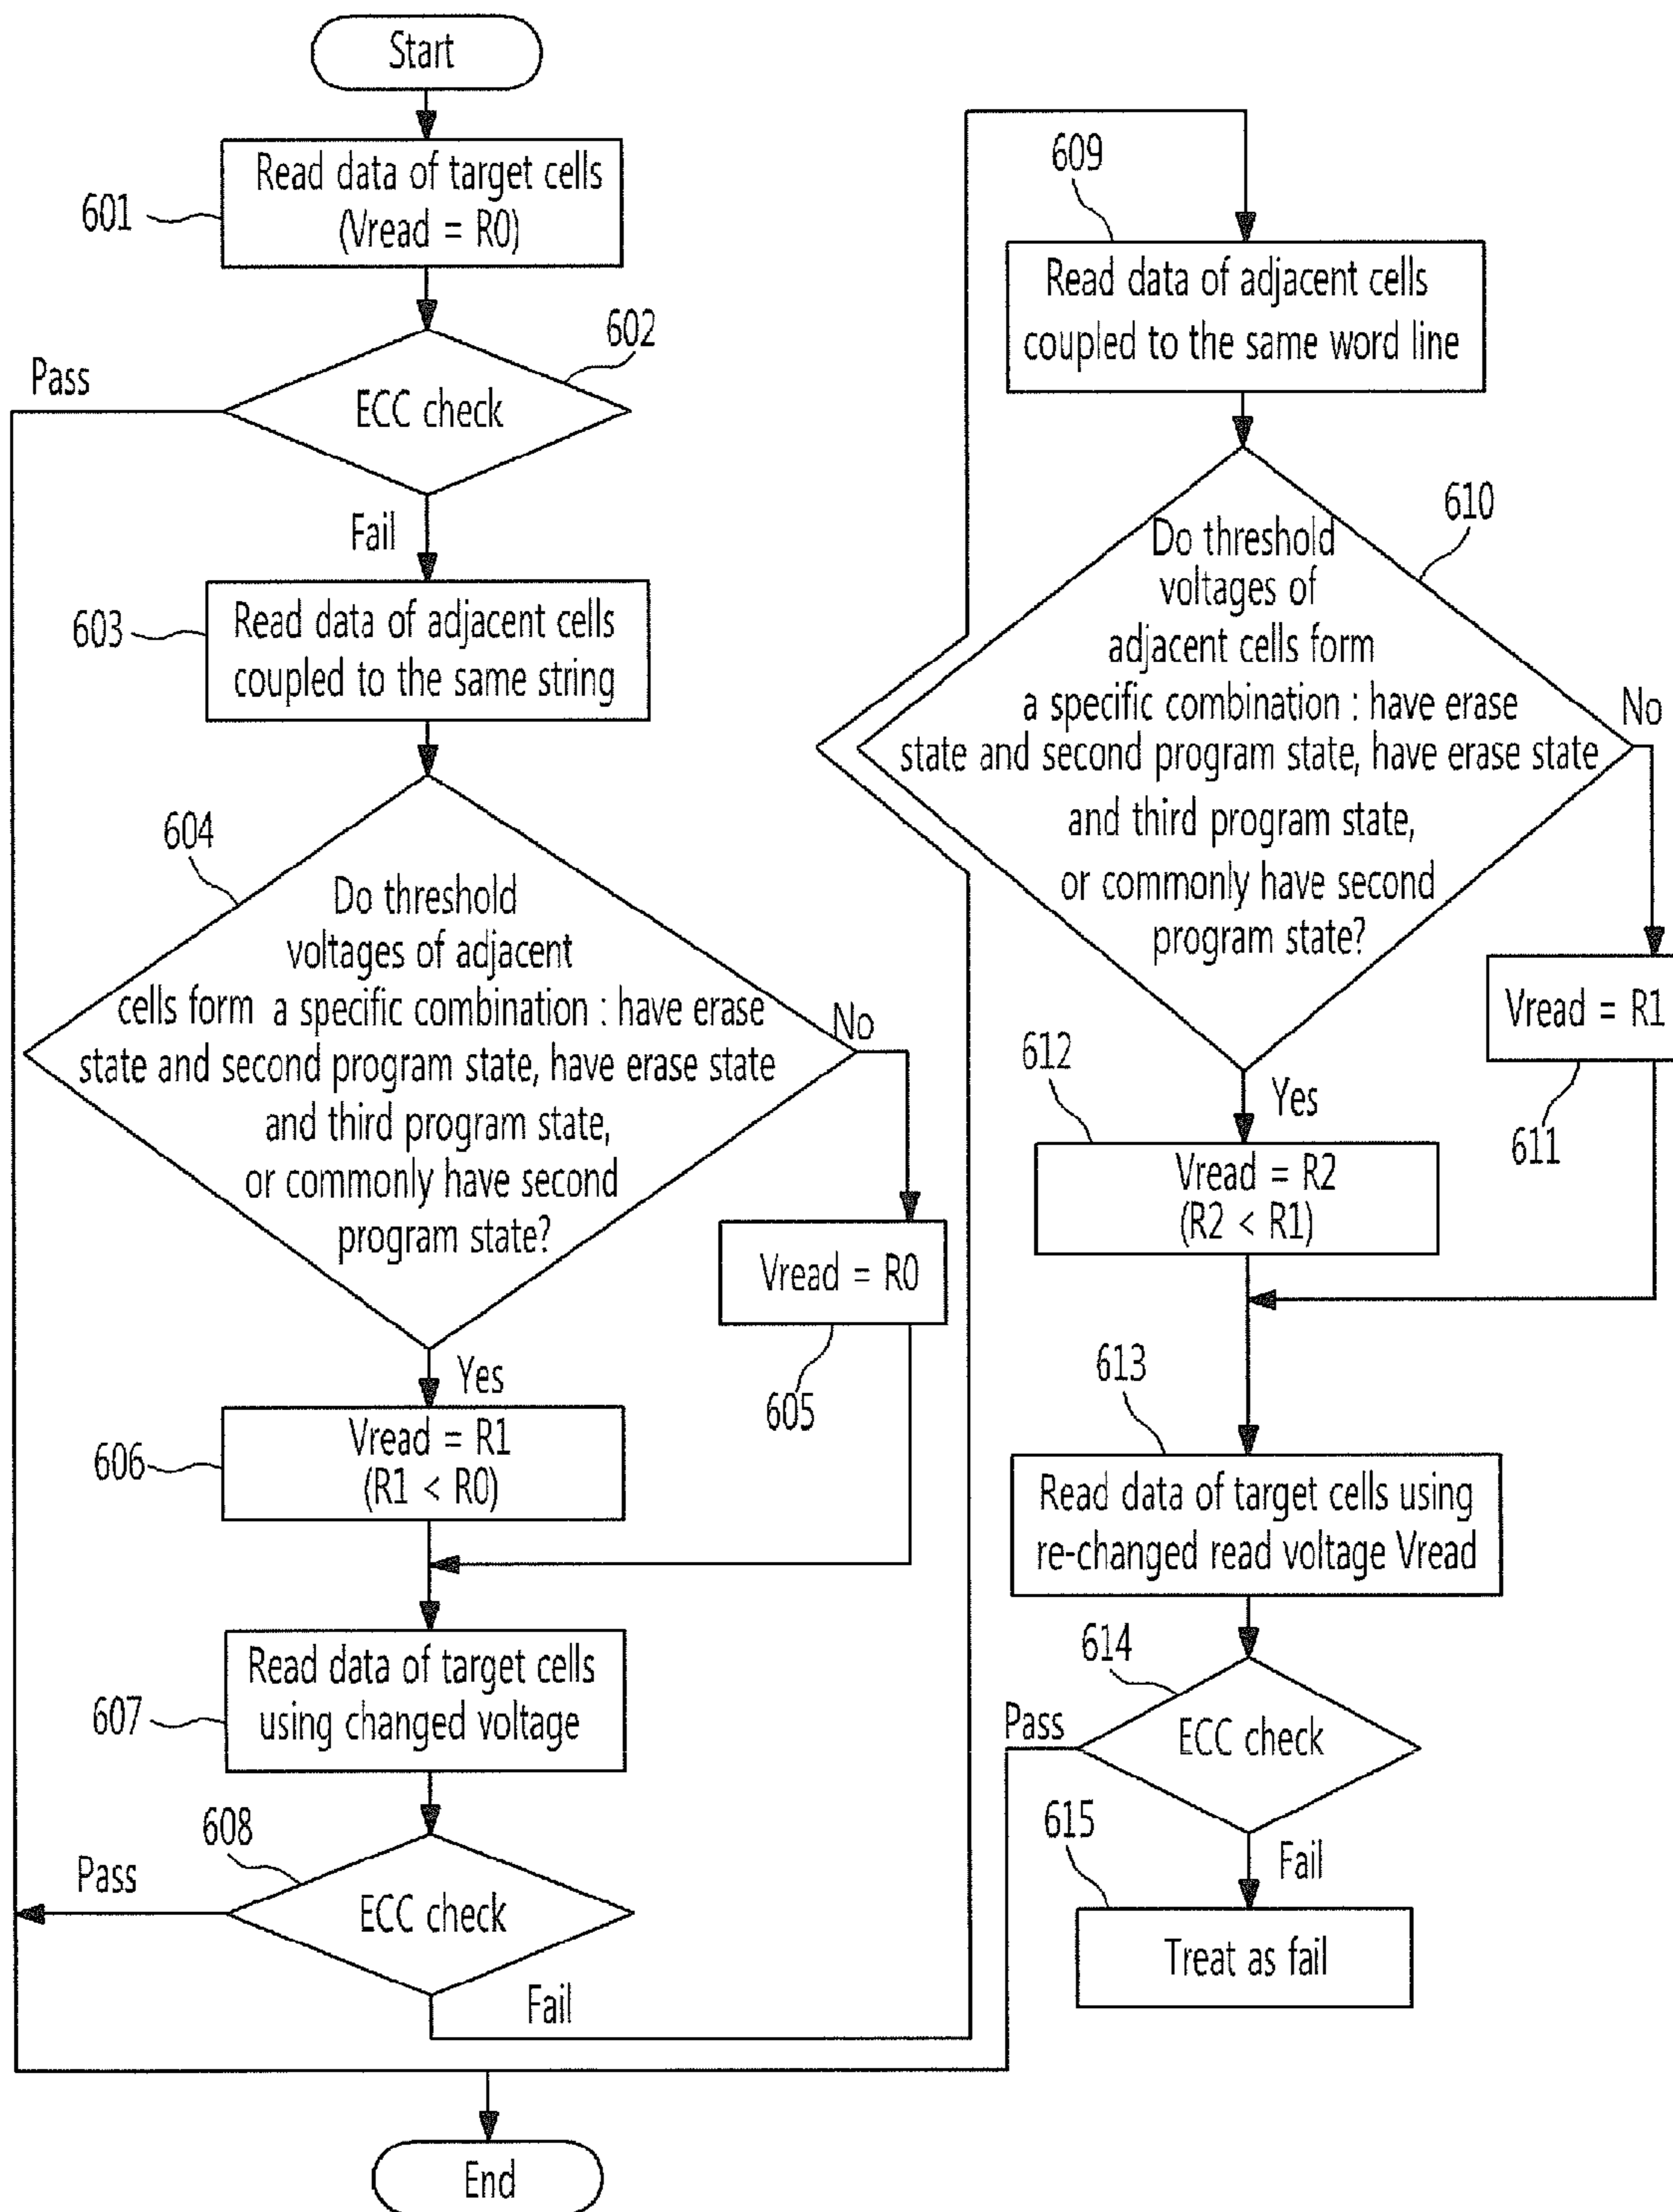 Start
601
Read data of target cells
(Vread = R0)
602
Pass
ECC check
Fail
603
Read data of adjacent cells
coupled to the same string
604
Do threshold
voltages of adjacent
cells form a specific combination : have erase
state and second program state, have erase state
and third program state,
or commonly have second
program state?
No
Vread = R0
605
Yes
606
Vread = R1
(R1 < R0)
607
Read data of target cells
using changed voltage
608
Pass
ECC check
Fail
End
609
Read data of adjacent cells
coupled to the same word line
610
Do threshold
voltages of
adjacent cells form
a specific combination : have erase
state and second program state, have erase state
and third program state,
or commonly have second
program state?
No
Vread = R1
611
612
Yes
Vread = R2
(R2 < R1)
613
Read data of target cells using
re-changed read voltage Vread
614
Pass
ECC check
615
Fail
Treat as fail